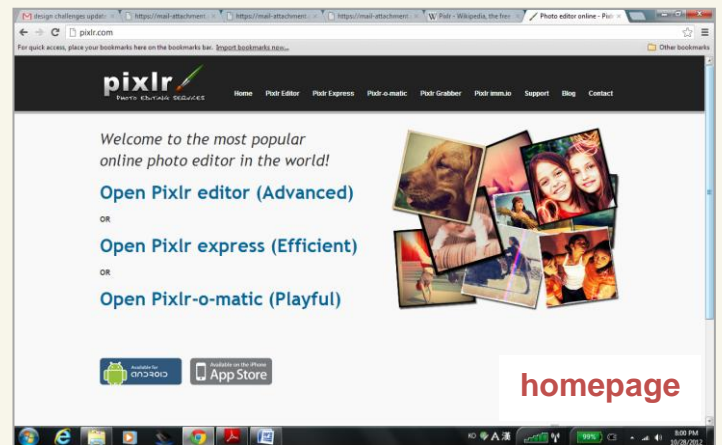 design challenges updat
https://mail-attachment.
https://mail-attachment.
https://mail-attachment.
Pixlr - Wikipedia, the free
Photo editor online - Pixl
pixlr.com
For quick access, place your bookmarks here on the bookmarks bar. Import bookmarks now...
Other bookmarks
pixlr
PHOTO EDITING SERVICES
Home Pixlr Editor Pixlr Express Pixlr-o-matic Pixlr Grabber Pixlr imm.io Support Blog Contact
Welcome to the most popular
online photo editor in the world!
Open Pixlr editor (Advanced)
OR
Open Pixlr express (Efficient)
OR
Open Pixlr-o-matic (Playful)
Available for
ANDROID
Available on the iPhone
App Store
homepage
KO A 漢 99% 8:00 PM
10/28/2012